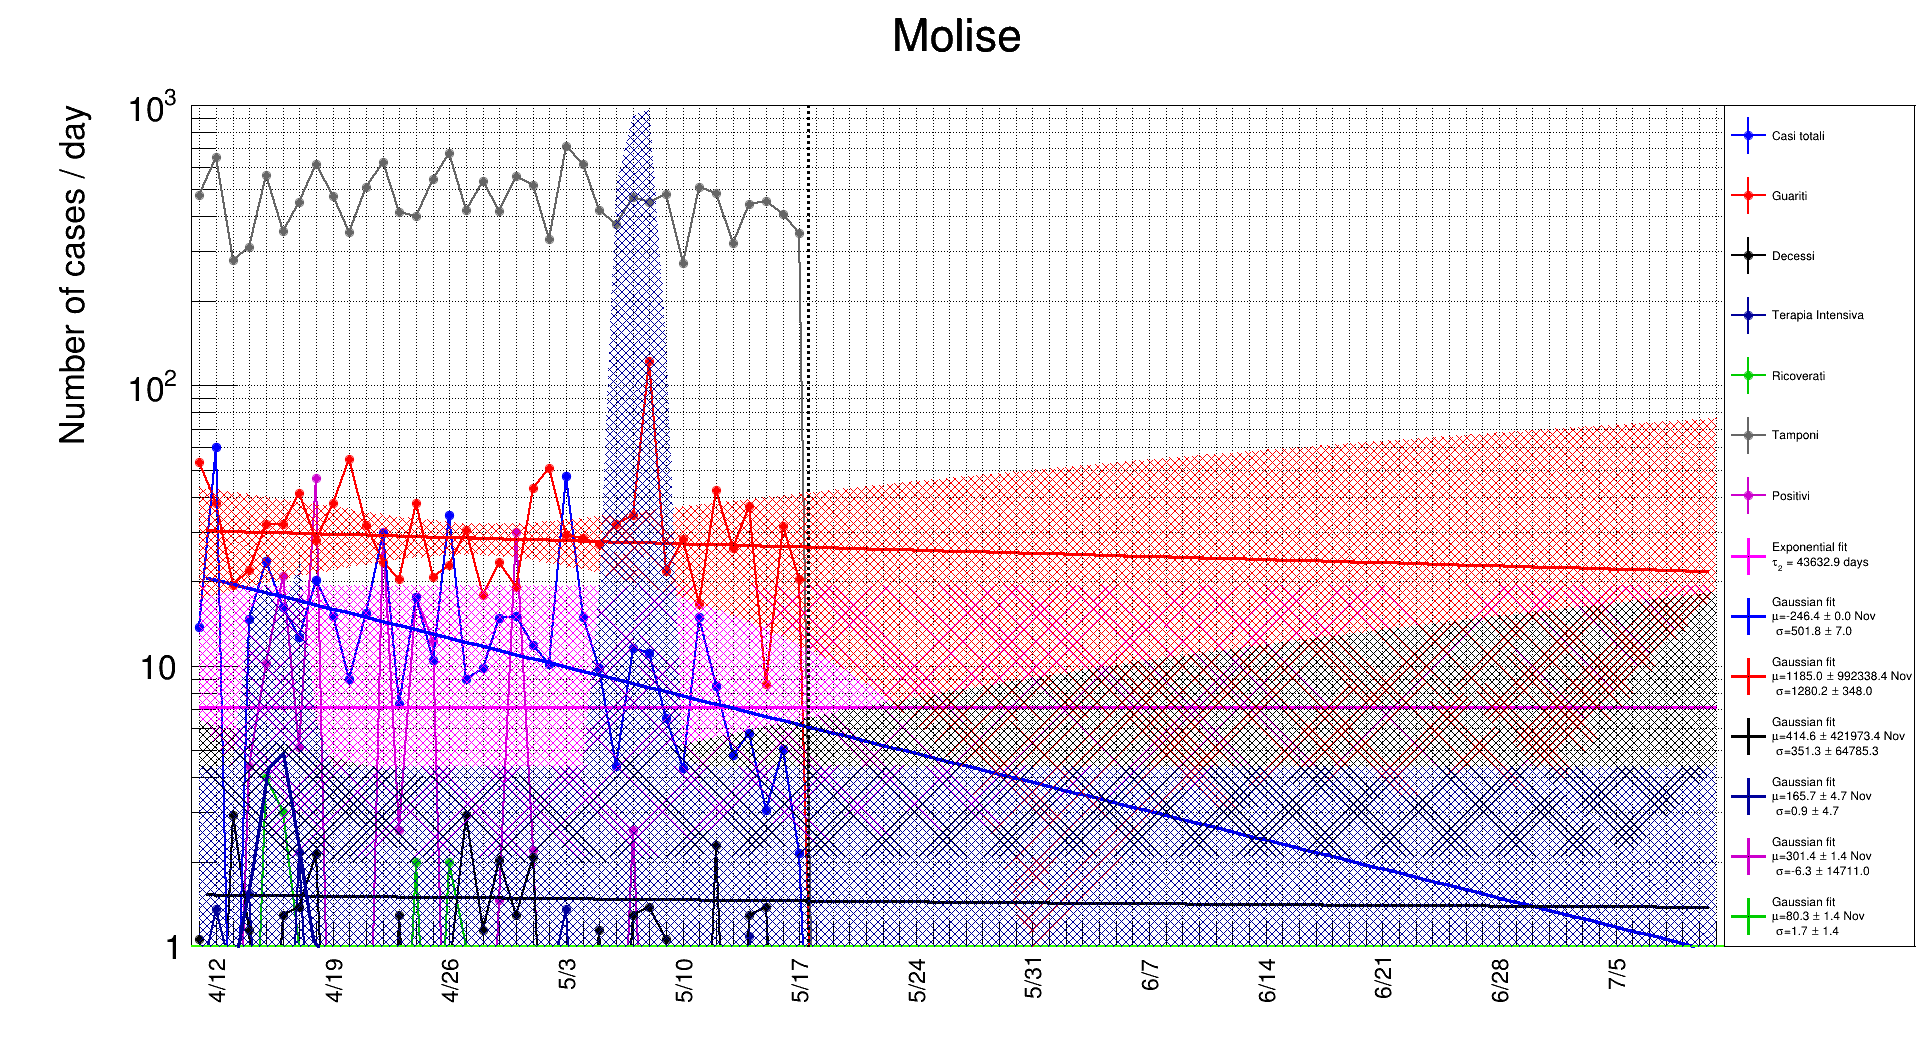 Molise
Number of cases / day
10³
10²
10
1
4/12
4/19
4/26
5/3
5/10
5/17
5/24
5/31
6/7
6/14
6/21
6/28
7/5
Casi totali
Guariti
Decessi
Terapia Intensiva
Ricoverati
Tamponi
Positivi
Exponential fit
τ₂ = 43632.9 days
Gaussian fit
μ=-246.4 ± 0.0 Nov
σ=501.8 ± 7.0
Gaussian fit
μ=1185.0 ± 992338.4 Nov
σ=1280.2 ± 348.0
Gaussian fit
μ=414.6 ± 421973.4 Nov
σ=351.3 ± 64785.3
Gaussian fit
μ=165.7 ± 4.7 Nov
σ=0.9 ± 4.7
Gaussian fit
μ=301.4 ± 1.4 Nov
σ=-6.3 ± 14711.0
Gaussian fit
μ=80.3 ± 1.4 Nov
σ=1.7 ± 1.4